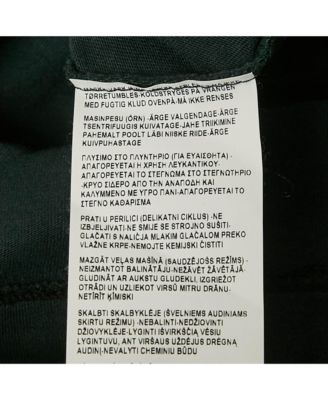 TØRRETUMBLES·KOLDSTRYGES PÅ VRANGEN
MED FUGTIG KLUD OVENPÅ·MÅ IKKE RENSES
MASINPESU (ÕRN)·ÄRGE VALGENDAGE·ÄRGE
TSENTRIFUUGIS KUIVATAGE·JAHE TRIIKIMINE
PAHEMALT POOLT LÄBI NIISKE RIIDE·ÄRGE
KUIVPUHASTAGE
ΠΛΥΣΙΜΟ ΣΤΟ ΠΛΥΝΤΗΡΙΟ (ΓΙΑ ΕΥΑΙΣΘΗΤΑ)·
ΑΠΑΓΟΡΕΥΕΤΑΙ Η ΧΡΗΣΗ ΛΕΥΚΑΝΤΙΚΟΥ·
ΑΠΑΓΟΡΕΥΕΤΑΙ ΤΟ ΣΤΕΓΝΩΜΑ ΣΤΟ ΣΤΕΓΝΩΤΗΡΙΟ
·ΚΡΥΟ ΣΙΔΕΡΟ ΑΠΟ ΤΗΝ ΑΝΑΠΟΔΗ ΚΑΙ
ΚΑΛΥΜΜΕΝΟ ΜΕ ΥΓΡΟ ΠΑΝΙ·ΑΠΑΓΟΡΕΥΕΤΑΙ ΤΟ
ΣΤΕΓΝΟ ΚΑΘΑΡΙΣΜΑ
PRATI U PERILICI (DELIKATNI CIKLUS)·NE
IZBJELJIVATI·NE SMIJE SE STROJNO SUŠITI·
GLAČATI S NALIČJA MLAKIM GLAČALOM PREKO
VLAŽNE KRPE·NEMOJTE KEMIJSKI ČISTITI
MAZGĀT VEĻAS MAŠĪNĀ (SAUDZĒJOŠS REŽĪMS)·
NEIZMANTOT BALINĀTĀJU·NEŽĀVĒT ŽĀVĒTĀJĀ·
GLUDINĀT AR AUKSTU GLUDEKLI, IZGRIEŽOT
OTRĀDI UN UZLIEKOT VIRSŪ MITRU DRĀNU·
NETĪRĪT ĶĪMISKI
SKALBTI SKALBYKLĖJE (ŠVELNIEMS AUDINIAMS
SKIRTU REŽIMU)·NEBALINTI·NEDŽIOVINTI
DŽIOVYKLĖJE·LYGINTI IŠVIRKŠČIĄ VĖSIU
LYGINTUVU, ANT VIRŠAUS UŽDĖJUS DRĖGNĄ
AUDINĮ·NEVALYTI CHEMINIU BŪDU